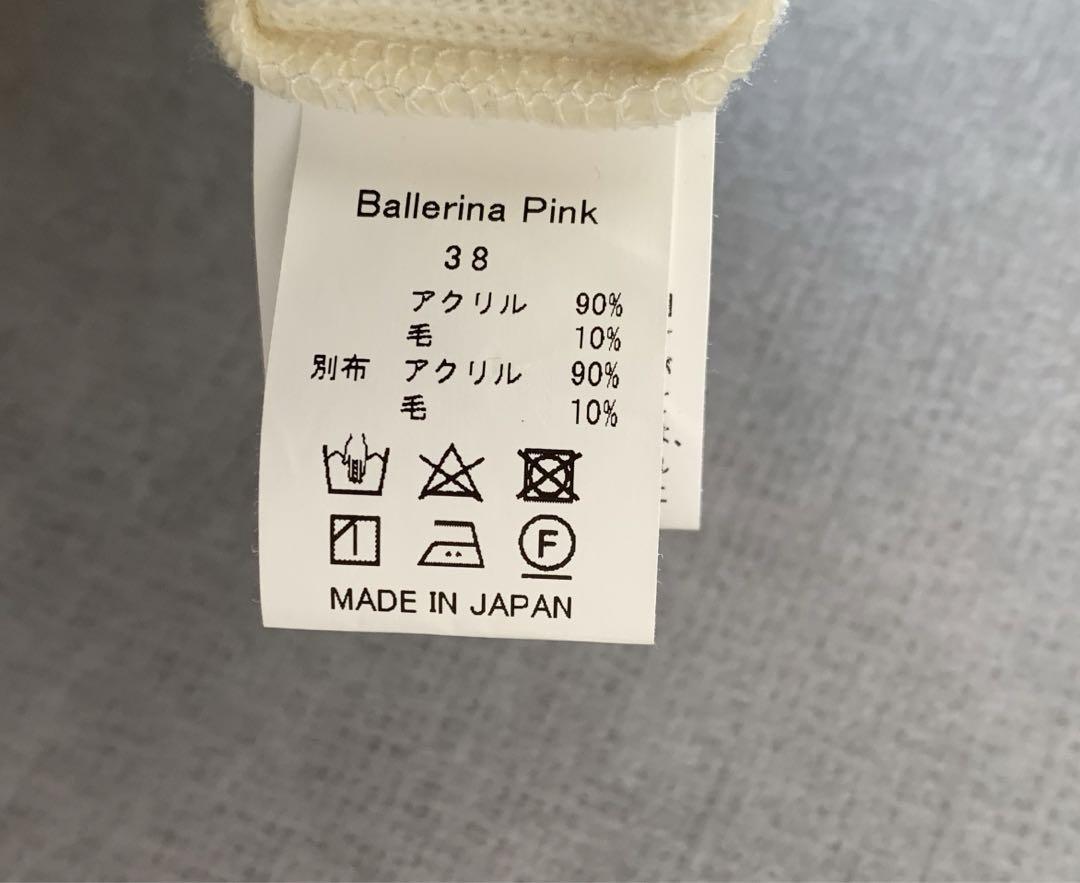 Ballerina Pink
38
アクリル 90%
毛 10%
別布 アクリル 90%
毛 10%
F
MADE IN JAPAN